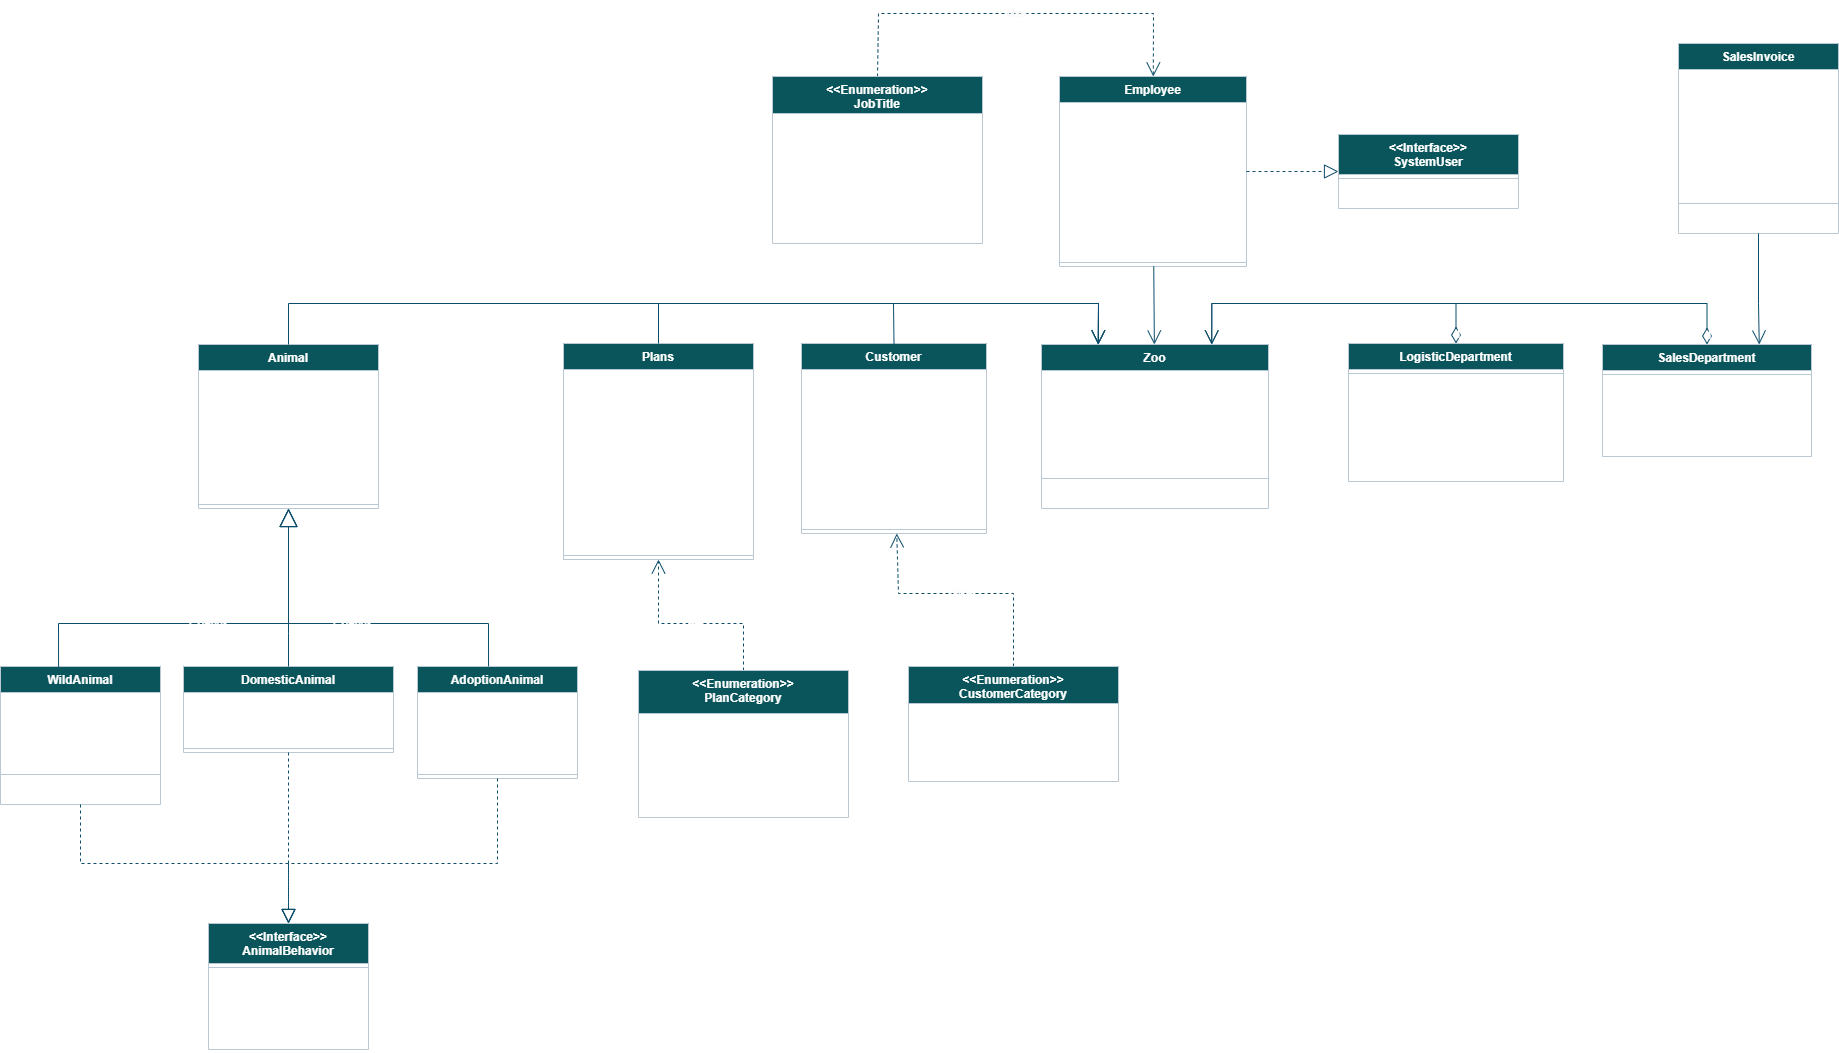 SalesInvoice
<<Enumeration>>
JobTitle
Employee
<<Interface>>
SystemUser
Animal
Plans
Customer
Zoo
LogisticDepartment
SalesDepartment
WildAnimal
DomesticAnimal
AdoptionAnimal
<<Enumeration>>
PlanCategory
<<Enumeration>>
CustomerCategory
<<Interface>>
AnimalBehavior